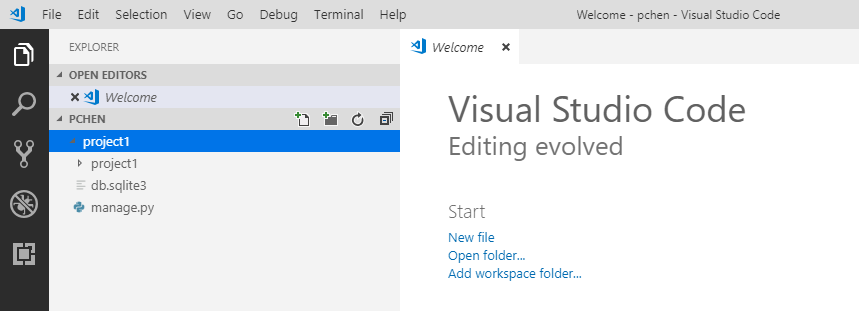 File Edit Selection View Go Debug Terminal Help Welcome - pchen - Visual Studio Code
EXPLORER
OPEN EDITORS
Welcome
PCHEN
project1
project1
db.sqlite3
manage.py
Welcome
Visual Studio Code
Editing evolved
Start
New file
Open folder...
Add workspace folder...